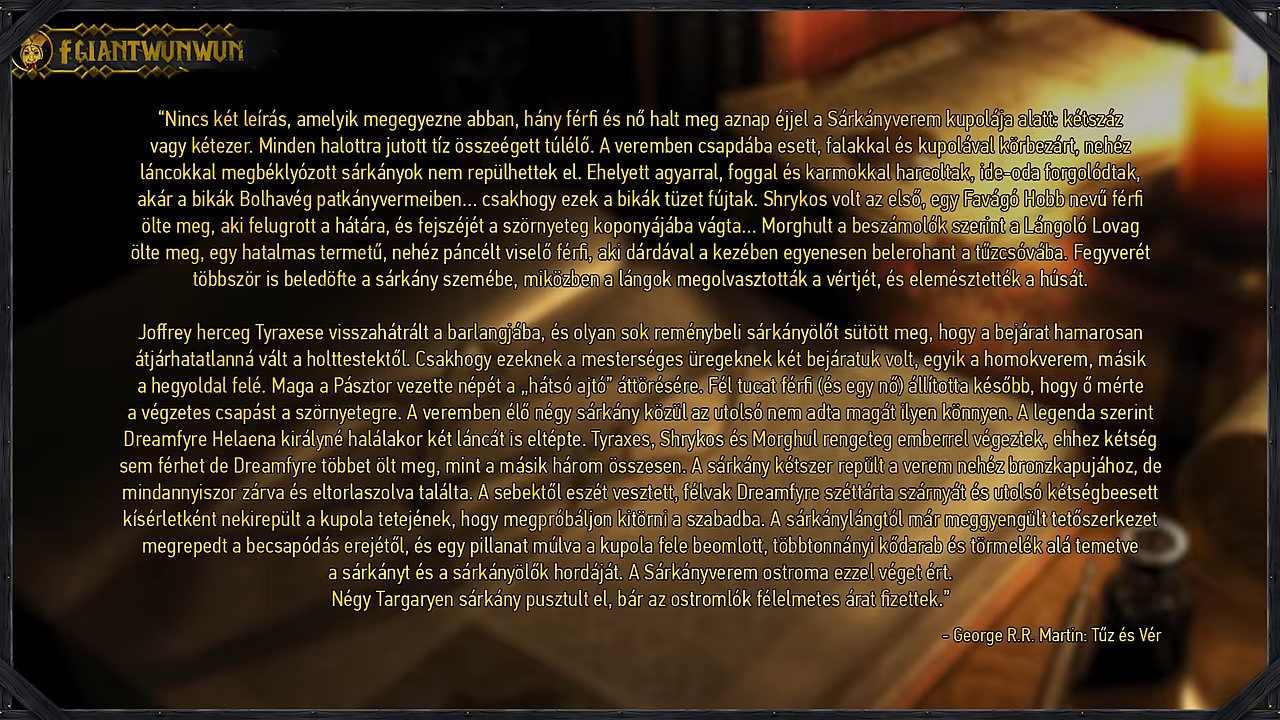 fGIANTWUNWUN
“Nincs két leírás, amelyik megegyezne abban, hány férfi és nő halt meg aznap éjjel a Sárkányverem kupolája alatt: kétszáz
vagy kétezer. Minden halottra jutott tíz összeégett túlélő. A veremben csapdába esett, falakkal és kupolával körbezárt, nehéz
láncokkal megbéklyózott sárkányok nem repülhettek el. Ehelyett agyarral, foggal és karmokkal harcoltak, ide-oda forgolódtak,
akár a bikák Bolhavég patkányvermeiben... csakhogy ezek a bikák tüzet fújtak. Shrykos volt az első, egy Favágó Hobb nevű férfi
ölte meg, aki felugrott a hátára, és fejszéjét a szörnyeteg koponyájába vágta... Morghult a beszámolók szerint a Lángoló Lovag
ölte meg, egy hatalmas termetű, nehéz páncélt viselő férfi, aki dárdával a kezében egyenesen belerohant a tűzcsóvába. Fegyverét
többször is beledöfte a sárkány szemébe, miközben a lángok megolvasztották a vértjét, és elemésztették a húsát.
Joffrey herceg Tyraxese visszahátrált a barlangjába, és olyan sok reménybeli sárkányölőt sütött meg, hogy a bejárat hamarosan
átjárhatatlanná vált a holttestektől. Csakhogy ezeknek a mesterséges üregeknek két bejáratuk volt, egyik a homokverem, másik
a hegyoldal felé. Maga a Pásztor vezette népét a „hátsó ajtó” áttörésére. Fél tucat férfi (és egy nő) állította később, hogy ő mérte
a végzetes csapást a szörnyetegre. A veremben élő négy sárkány közül az utolsó nem adta magát ilyen könnyen. A legenda szerint
Dreamfyre Helaena királyné halálakor két láncát is eltépte. Tyraxes, Shrykos és Morghul rengeteg emberrel végeztek, ehhez kétség
sem férhet de Dreamfyre többet ölt meg, mint a másik három összesen. A sárkány kétszer repült a verem nehéz bronzkapujához, de
mindannyiszor zárva és eltorlaszolva találta. A sebektől eszét vesztett, félvak Dreamfyre széttárta szárnyát és utolsó kétségbeesett
kísérletként nekirepült a kupola tetejének, hogy megpróbáljon kitörni a szabadba. A sárkánylángtól már meggyengült tetőszerkezet
megrepedt a becsapódás erejétől, és egy pillanat múlva a kupola fele beomlott, többtonnányi kődarab és törmelék alá temetve
a sárkányt és a sárkányölők hordáját. A Sárkányverem ostroma ezzel véget ért.
Négy Targaryen sárkány pusztult el, bár az ostromlók félelmetes árat fizettek.”
- George R.R. Martin: Tűz és Vér